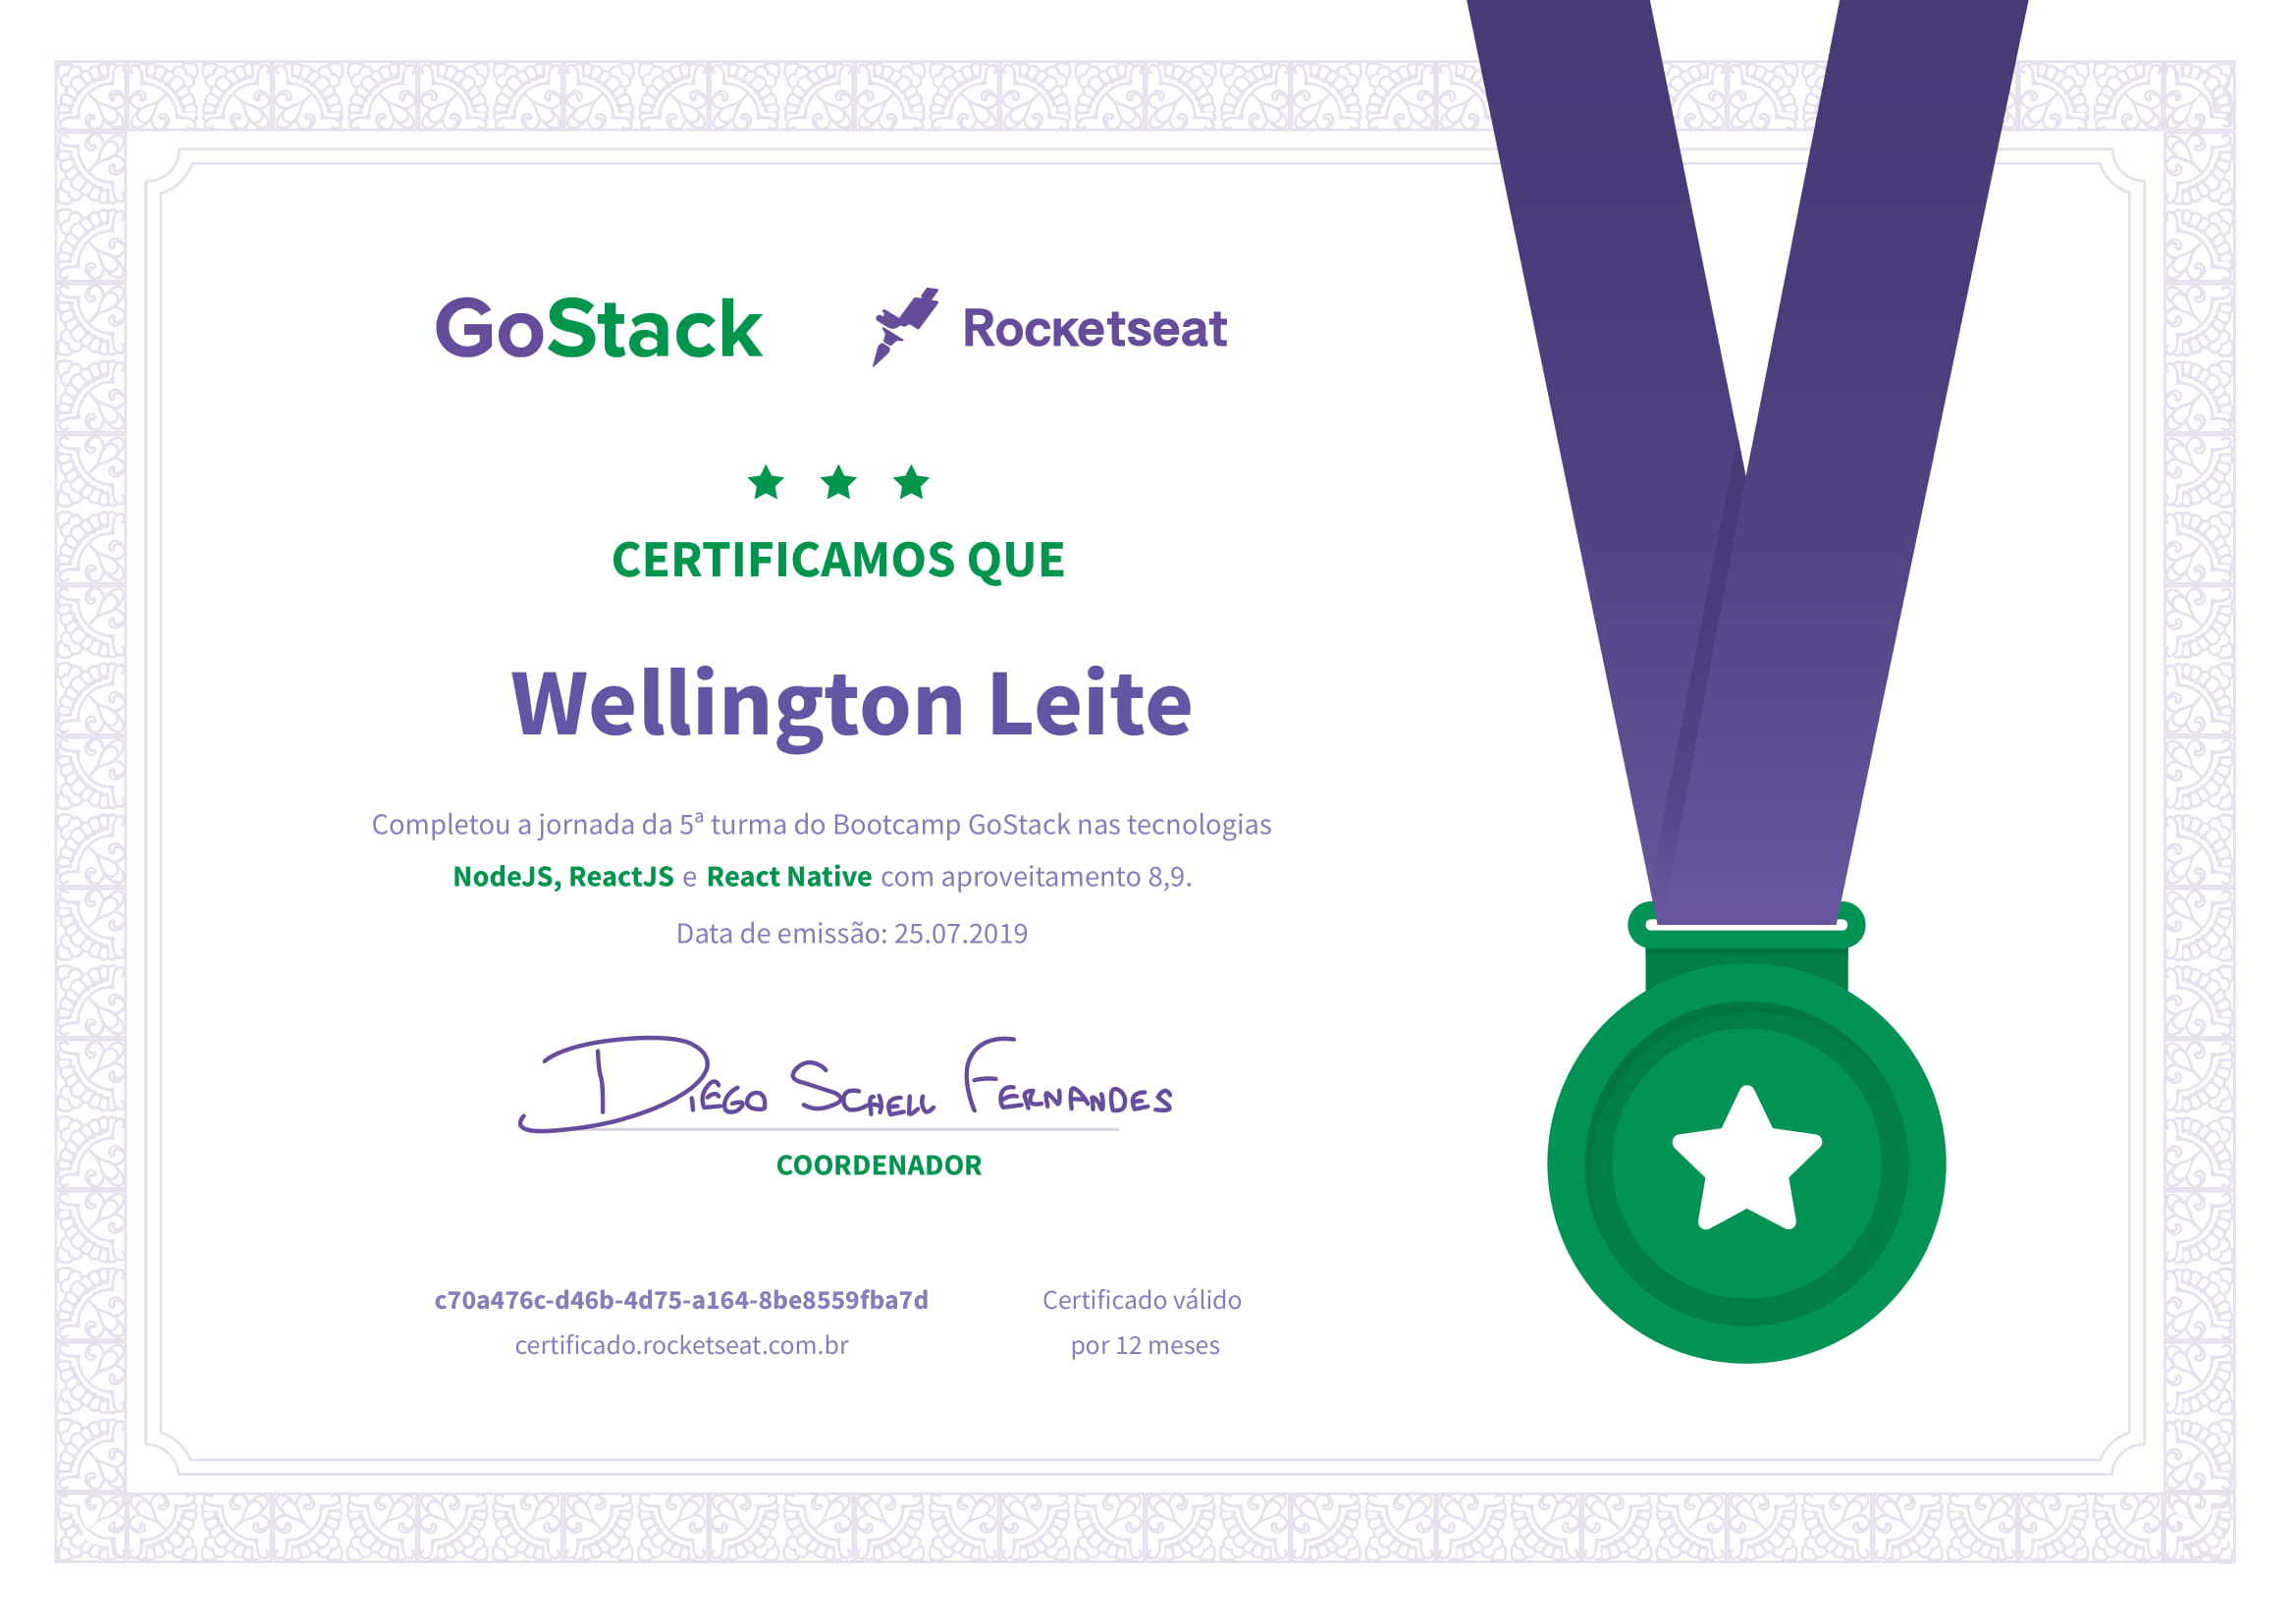 GoStack Rocketseat
CERTIFICAMOS QUE
Wellington Leite
Completou a jornada da 5ª turma do Bootcamp GoStack nas tecnologias
NodeJS, ReactJS e React Native com aproveitamento 8,9.
Data de emissão: 25.07.2019
Diego Schell Fernandes
COORDENADOR
c70a476c-d46b-4d75-a164-8be8559fba7d
certificado.rocketseat.com.br
Certificado válido
por 12 meses